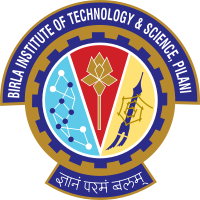 BIRLA INSTITUTE OF TECHNOLOGY & SCIENCE, PILANI
ज्ञानं परमं बलम्